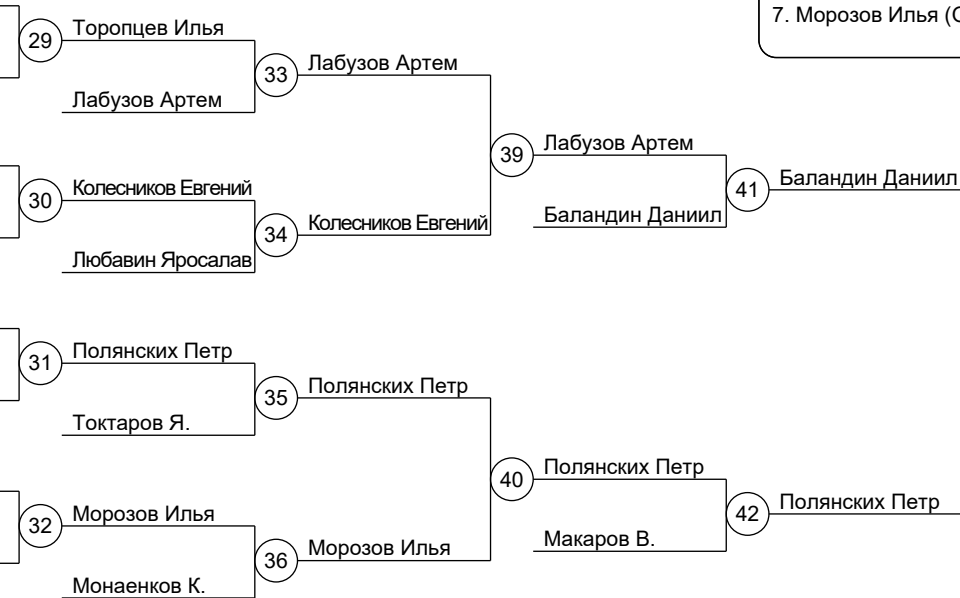 7. Морозов Илья (С
29
Торопцев Илья
Лабузов Артем
33
Лабузов Артем
30
Колесников Евгений
Любавин Яросалав
34
Колесников Евгений
39
Лабузов Артем
Баландин Даниил
41
Баландин Даниил
31
Полянских Петр
Токтаров Я.
35
Полянских Петр
32
Морозов Илья
Монаенков К.
36
Морозов Илья
40
Полянских Петр
Макаров В.
42
Полянских Петр